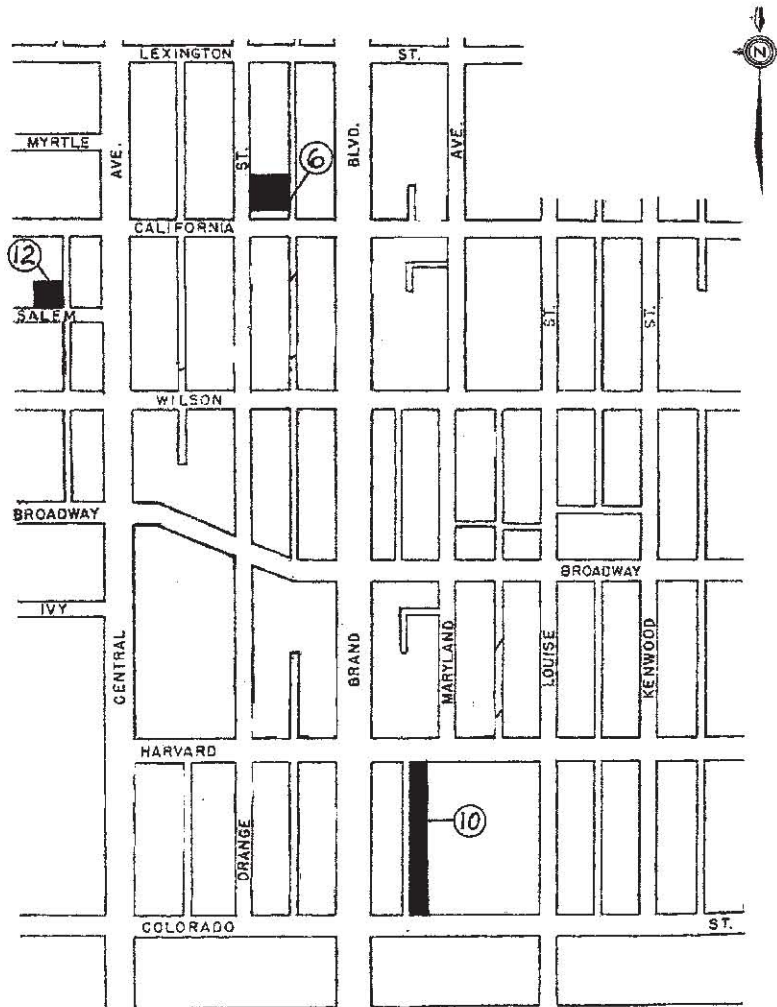 N
LEXINGTON ST.
MYRTLE
AVE.
ST.
BLVD.
AVE.
6
CALIFORNIA
12
SALEM
ST.
ST.
WILSON
BROADWAY
BROADWAY
IVY
CENTRAL
BRAND
MARYLAND
LOUISE
KENWOOD
HARVARD
ORANGE
10
COLORADO ST.